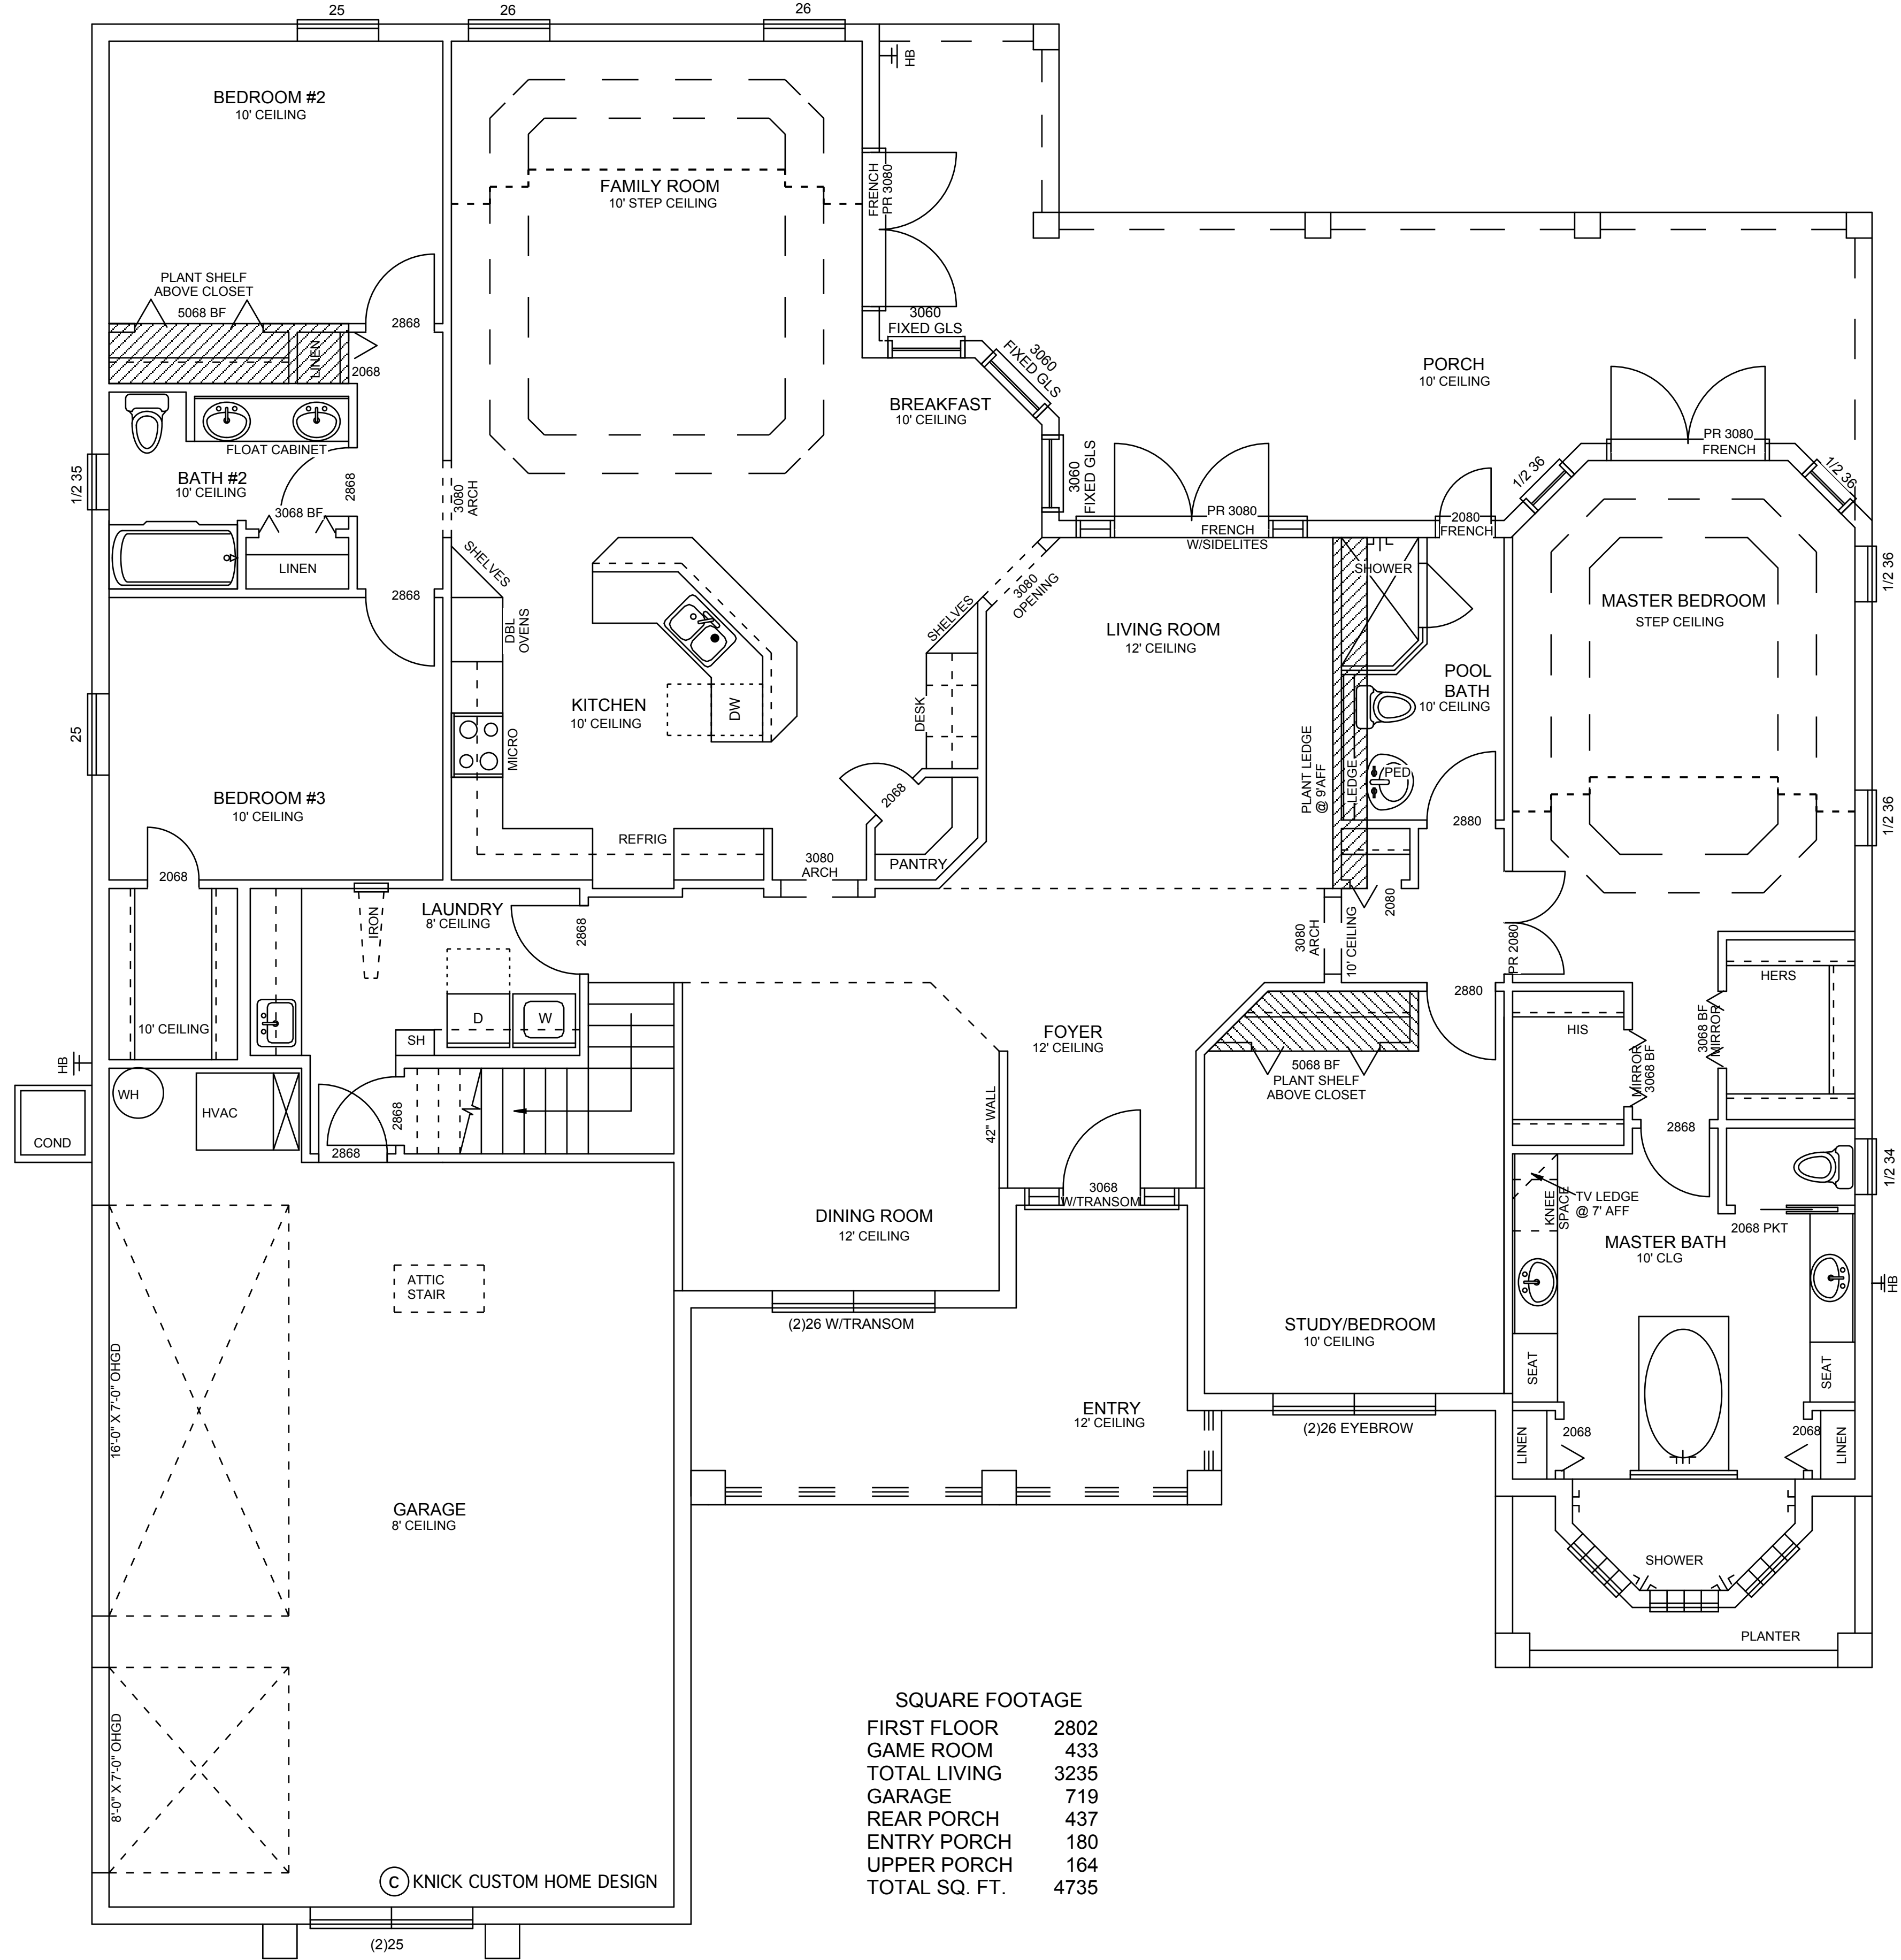 25
26
26
HB
BEDROOM #2
10' CEILING
FAMILY ROOM
10' STEP CEILING
FRENCH
PR 3080
PLANT SHELF
ABOVE CLOSET
5068 BF
2868
LINEN
2068
3060
FIXED GLS
3060
FIXED GLS
3060
FIXED GLS
BREAKFAST
10' CEILING
PORCH
10' CEILING
FLOAT CABINET
BATH #2
10' CEILING
1/2 35
2868
3068 BF
LINEN
3080
ARCH
SHELVES
2868
PR 3080
FRENCH
W/SIDELITES
2080
FRENCH
1/2 36
PR 3080
FRENCH
1/2 36
1/2 36
3080
OPENING
SHOWER
MASTER BEDROOM
STEP CEILING
DBL
OVENS
SHELVES
LIVING ROOM
12' CEILING
POOL
BATH
10' CEILING
KITCHEN
10' CEILING
DW
DESK
MICRO
25
PLANT LEDGE
@ 9'AFF
LEDGE
PED
BEDROOM #3
10' CEILING
2068
REFRIG
2068
3080
ARCH
PANTRY
2880
1/2 36
LAUNDRY
8' CEILING
IRON
2868
3080
ARCH
10' CEILING
2080
PR 2080
HERS
10' CEILING
D
W
SH
FOYER
12' CEILING
2880
HIS
3068 BF
MIRROR
MIRROR
3068 BF
HB
WH
HVAC
COND
2868
2868
42" WALL
5068 BF
PLANT SHELF
ABOVE CLOSET
2868
1/2 34
3068
W/TRANSOM
KNEE
SPACE
TV LEDGE
@ 7' AFF
2068 PKT
DINING ROOM
12' CEILING
MASTER BATH
10' CLG
HB
ATTIC
STAIR
(2)26 W/TRANSOM
STUDY/BEDROOM
10' CEILING
SEAT
SEAT
16'-0" X 7'-0" OHGD
ENTRY
12' CEILING
(2)26 EYEBROW
LINEN
2068
2068
LINEN
GARAGE
8' CEILING
SHOWER
PLANTER
8'-0" X 7'-0" OHGD
SQUARE FOOTAGE
FIRST FLOOR 2802
GAME ROOM 433
TOTAL LIVING 3235
GARAGE 719
REAR PORCH 437
ENTRY PORCH 180
UPPER PORCH 164
TOTAL SQ. FT. 4735
© KNICK CUSTOM HOME DESIGN
(2)25